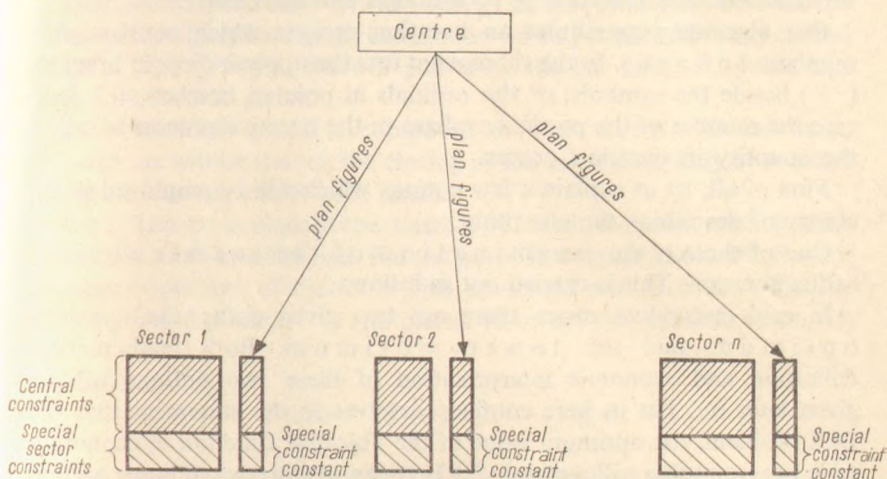 Centre
plan figures
plan figures
plan figures
Sector 1
Sector 2
Sector n
Central
constraints
Special
sector
constraints
Special
constraint
constant
Special
constraint
constant
Special
constraint
constant